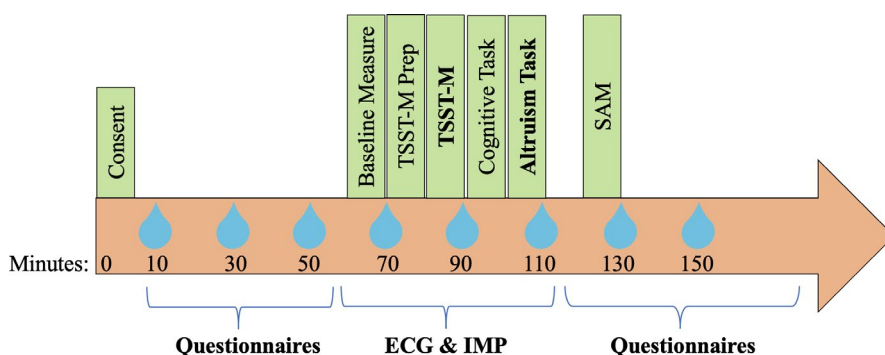 Consent
Baseline Measure
TSST-M Prep
TSST-M
Cognitive Task
Altruism Task
SAM
Minutes: 0 10 30 50 70 90 110 130 150
Questionnaires ECG & IMP Questionnaires